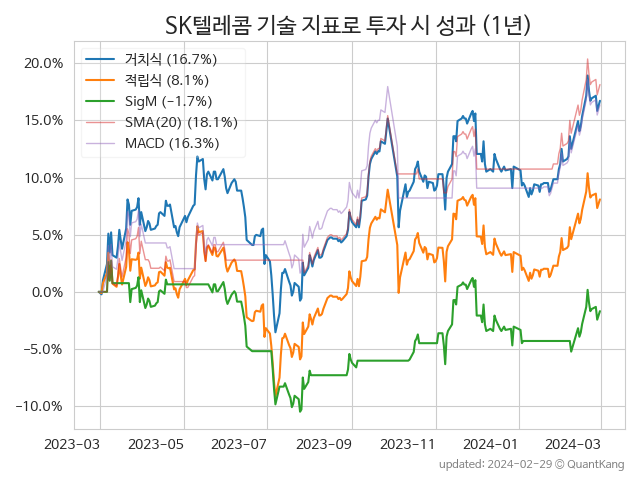 SK텔레콤 기술 지표로 투자 시 성과 (1년)
거치식 (16.7%)
적립식 (8.1%)
SigM (−1.7%)
SMA(20) (18.1%)
MACD (16.3%)
20.0%
15.0%
10.0%
5.0%
0.0%
−5.0%
−10.0%
2023−03 2023−05 2023−07 2023−09 2023−11 2024−01 2024−03
updated: 2024−02−29 © QuantKang